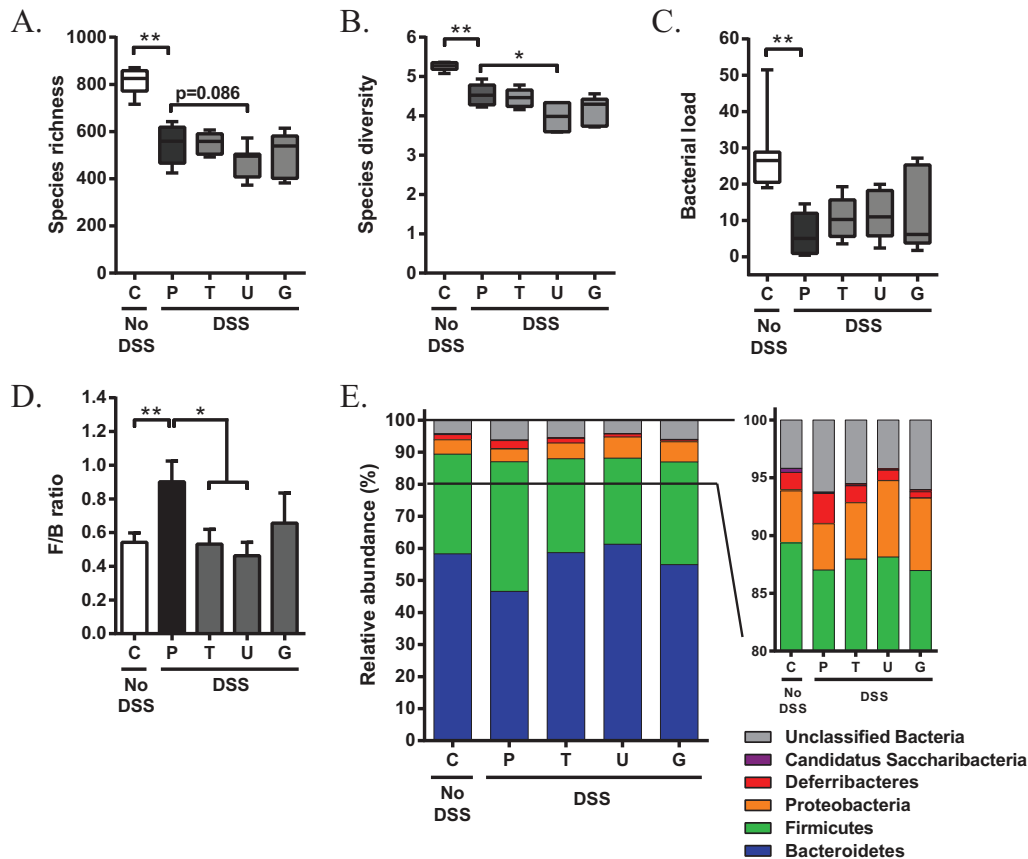 A.
Species richness
1000
800
600
400
200
0
**
p=0.086
C P T U G
No DSS
DSS
B.
Species diversity
6
5
4
3
2
1
0
**
*
C P T U G
No DSS
DSS
C.
Bacterial load
60
50
40
30
20
10
0
**
C P T U G
No DSS
DSS
D.
F/B ratio
1.4
1.2
1.0
0.8
0.6
0.4
0.2
0.0
**
*
C P T U G
No DSS
DSS
E.
Relative abundance (%)
100
90
80
70
60
50
40
30
20
10
0
C P T U G
No DSS
DSS
100
95
90
85
80
C P T U G
No DSS
DSS
Unclassified Bacteria
Candidatus Saccharibacteria
Deferribacteres
Proteobacteria
Firmicutes
Bacteroidetes